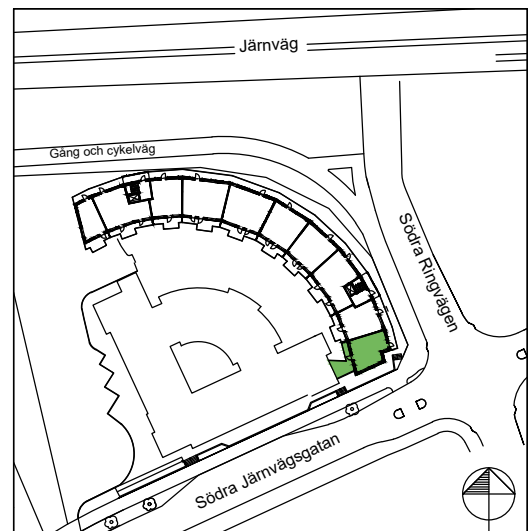 Järnväg
Gång och cykelväg
Södra Ringvägen
Södra Järnvägsgatan